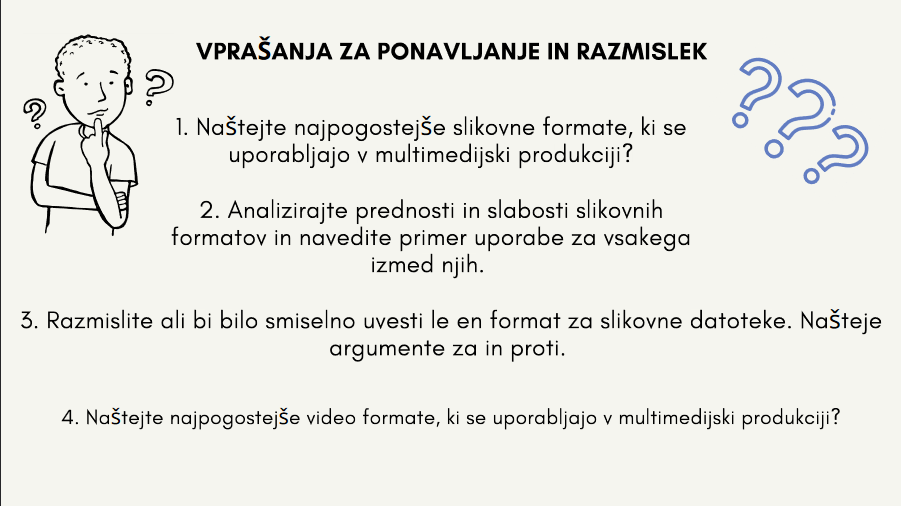 VPRAŠANJA ZA PONAVLJANJE IN RAZMISLEK
1. Naštejte najpogostejše slikovne formate, ki se
uporabljajo v multimedijski produkciji?
2. Analizirajte prednosti in slabosti slikovnih
formatov in navedite primer uporabe za vsakega
izmed njih.
3. Razmislite ali bi bilo smiselno uvesti le en format za slikovne datoteke. Našteje
argumente za in proti.
4. Naštejte najpogostejše video formate, ki se uporabljajo v multimedijski produkciji?